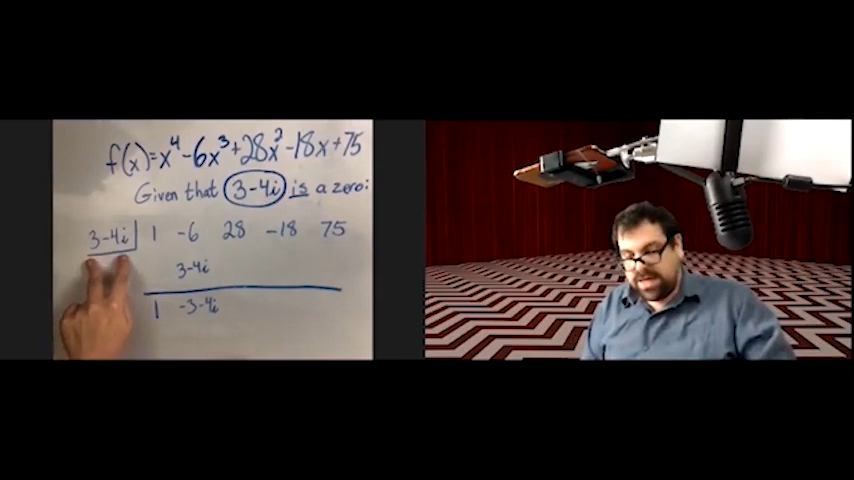 f(x)=x⁴-6x³+28x²-18x+75
Given that 3-4i is a zero:
3-4i 1 -6 28 -18 75
3-4i
1 -3-4i